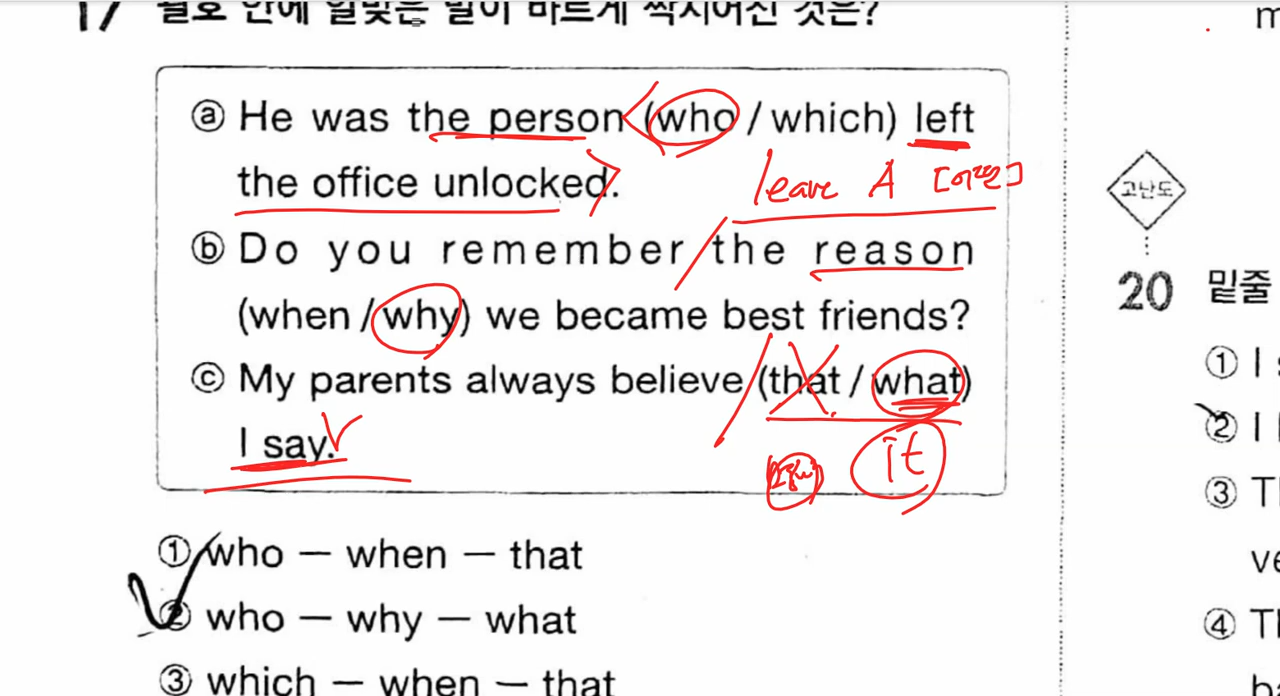 17 괄호 안에 알맞은 말이 바르게 짝지어진 것은?
ⓐ He was the person (who / which) left
the office unlocked.
leave A [어떤]
ⓑ Do you remember the reason
(when / why) we became best friends?
ⓒ My parents always believe (that / what)
I say.
it
① who – when – that
② who – why – what
③ which – when – that
고난도
20 밑줄
① I
② I
③
④